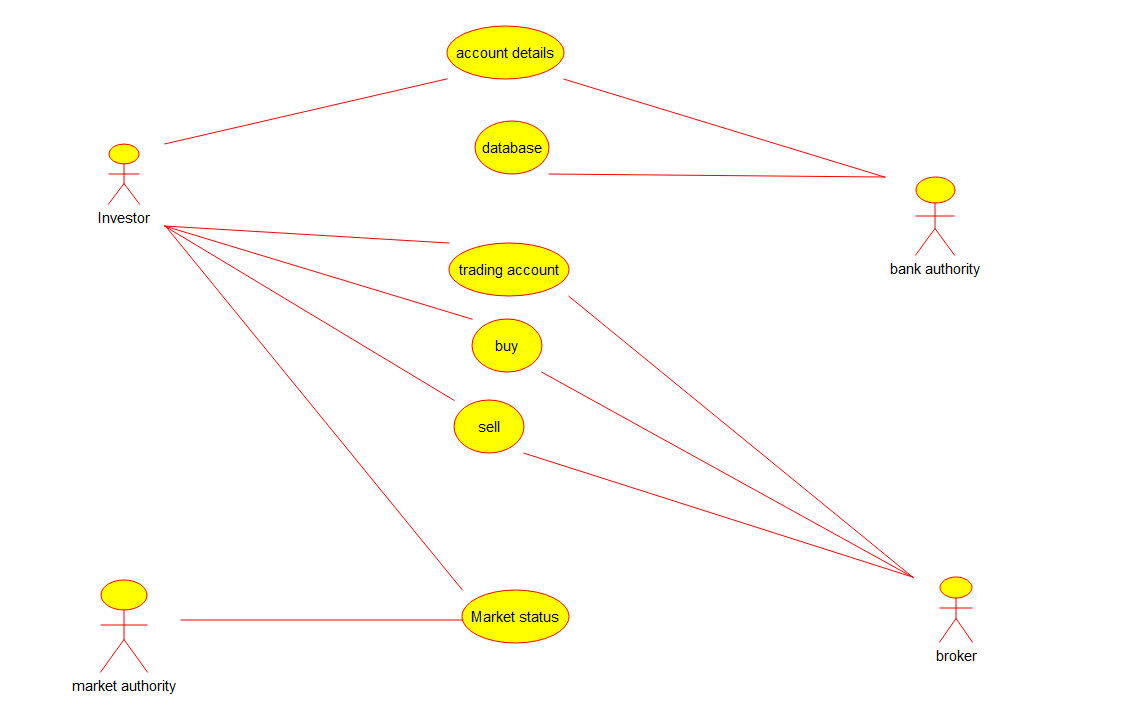 account details
database
Investor
bank authority
trading account
buy
sell
Market status
broker
market authority